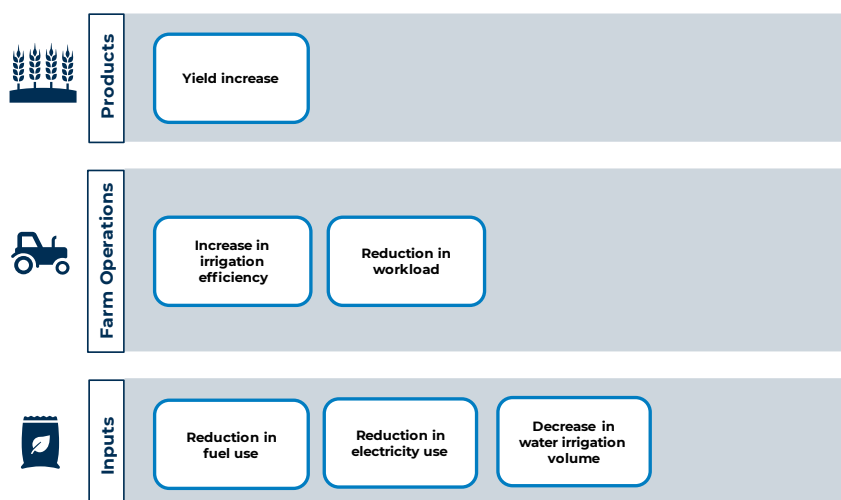 Products
Yield increase
Farm Operations
Increase in
irrigation
efficiency
Reduction in
workload
Inputs
Reduction in
fuel use
Reduction in
electricity use
Decrease in
water irrigation
volume